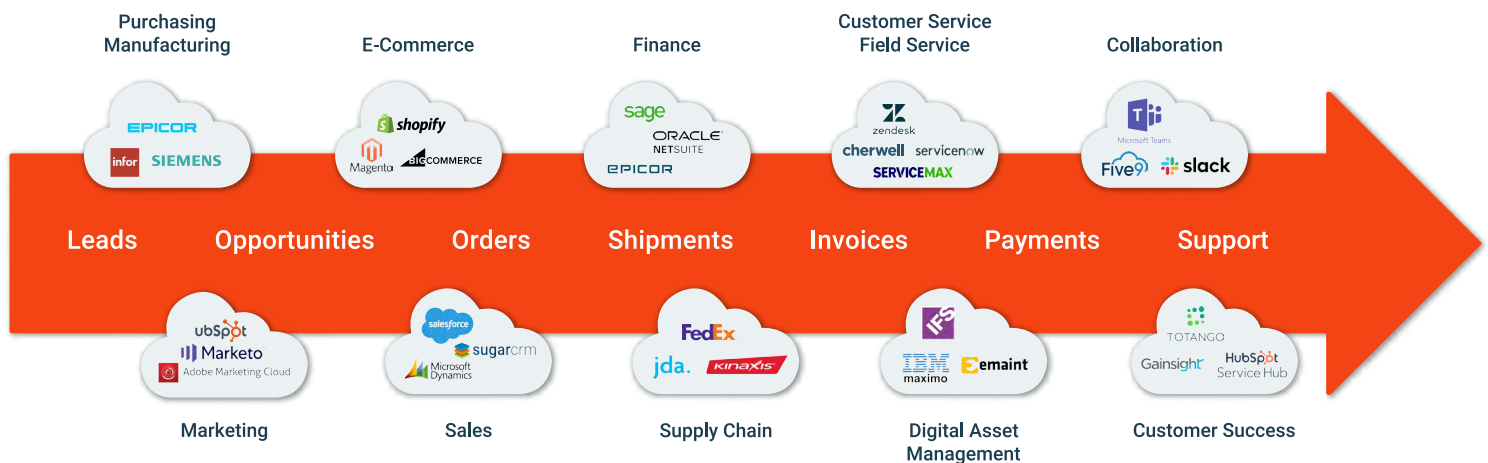 Purchasing
Manufacturing
E-Commerce
Finance
Customer Service
Field Service
Collaboration
EPICOR
infor
SIEMENS
shopify
Magento
BIGCOMMERCE
sage
ORACLE
NETSUITE
EPICOR
zendesk
cherwell
servicenow
SERVICEMAX
Microsoft Teams
Five9
slack
Leads
Opportunities
Orders
Shipments
Invoices
Payments
Support
ubSpot
Marketo
Adobe Marketing Cloud
salesforce
sugarcrm
Microsoft
Dynamics
FedEx
jda.
KINAXIS
IFS
IBM
maximo
emaint
TOTANGO
Gainsight
HubSpot
Service Hub
Marketing
Sales
Supply Chain
Digital Asset
Management
Customer Success